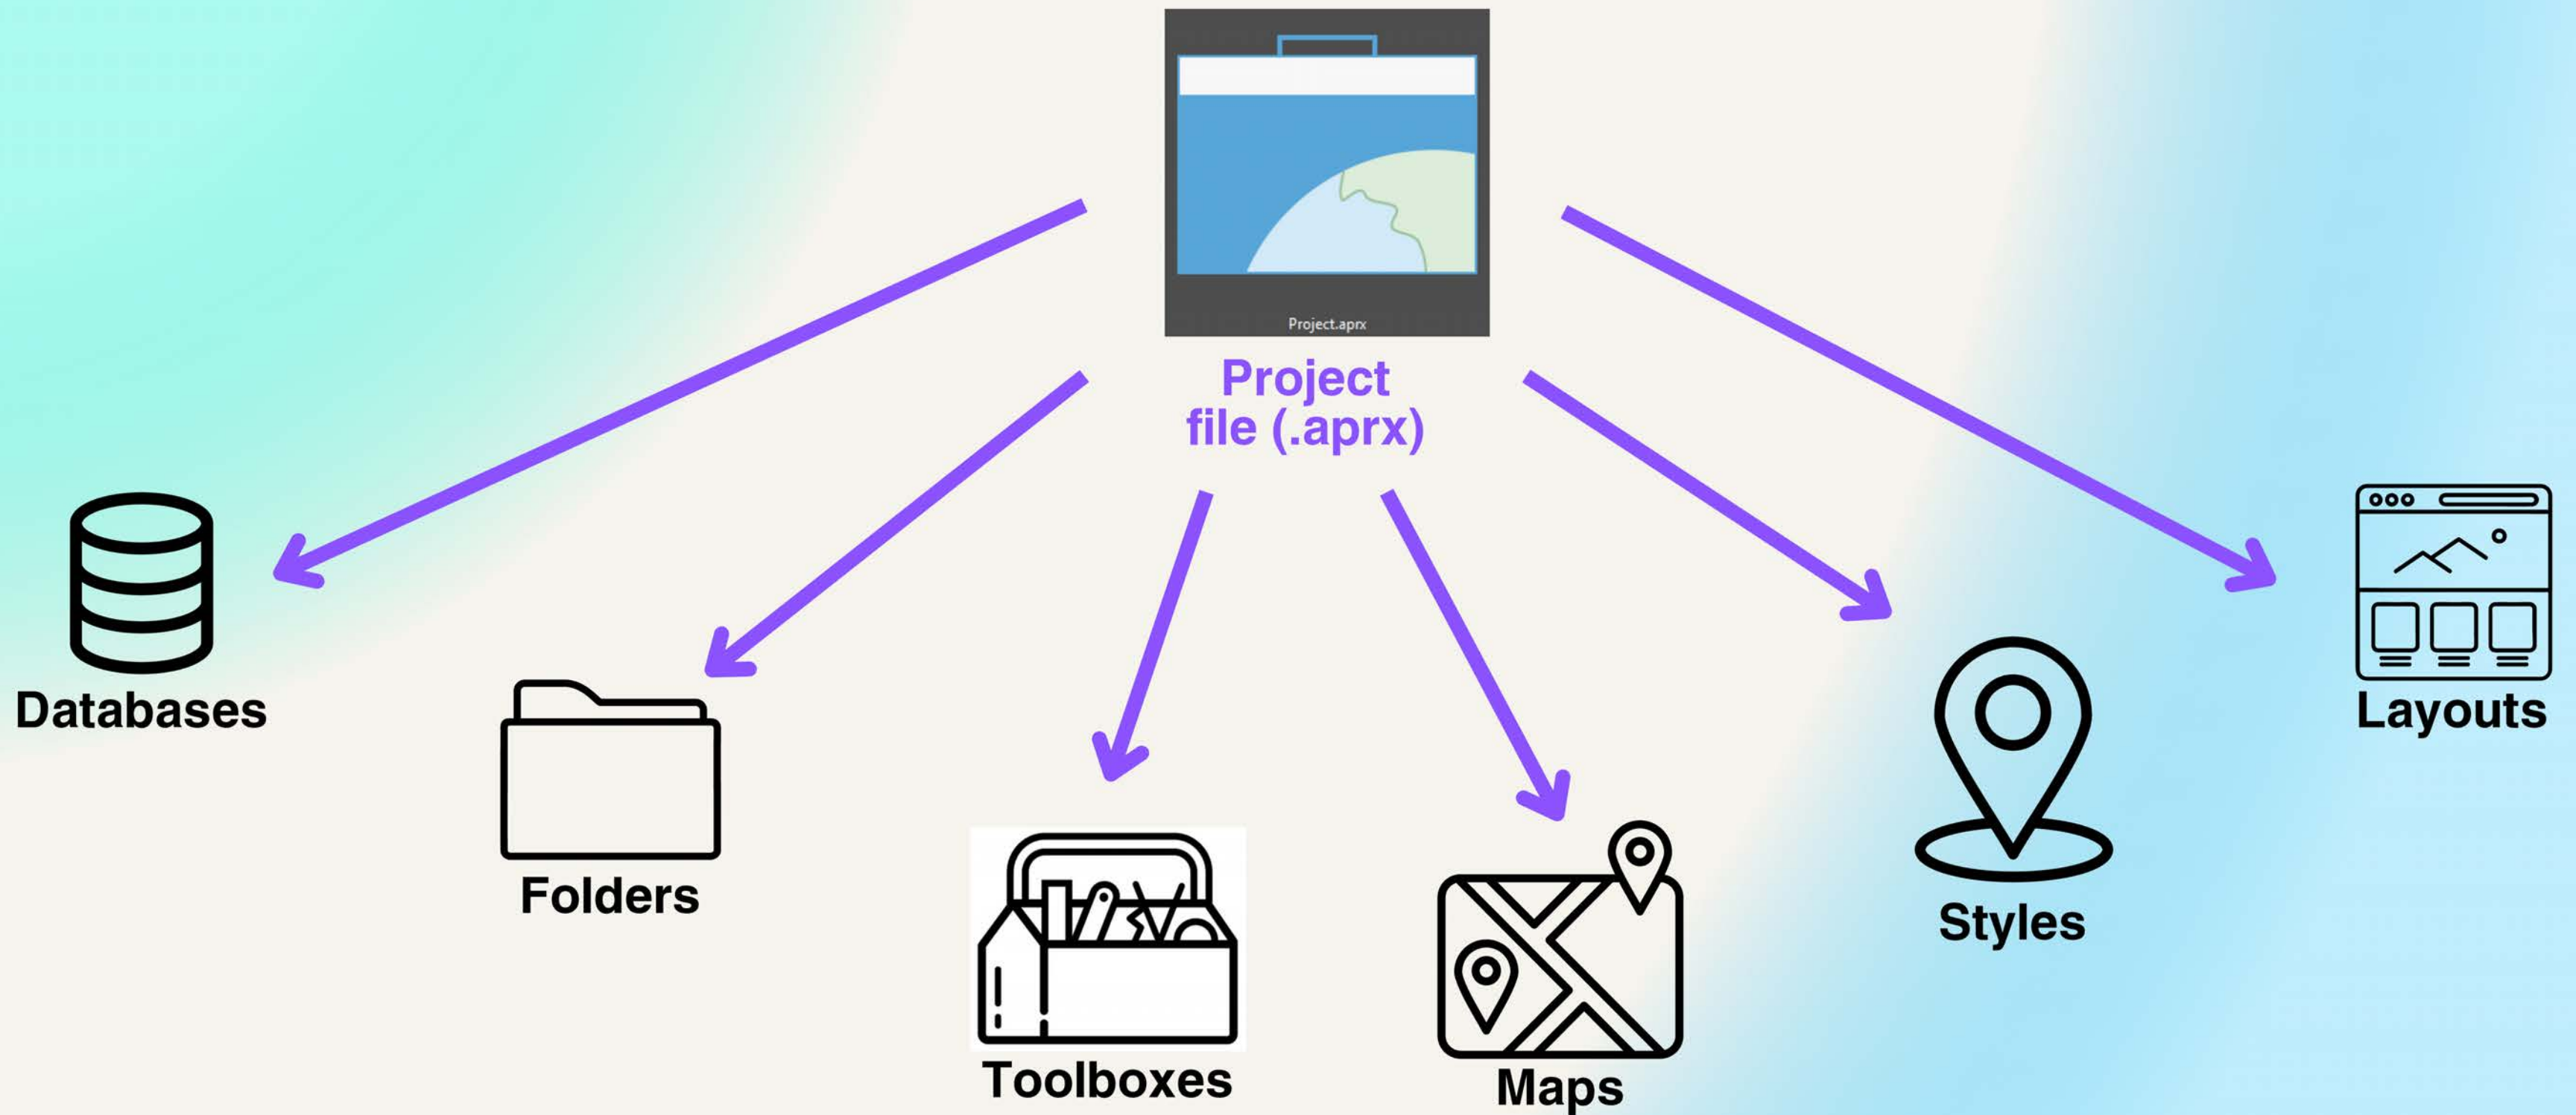 Project.aprx
Project
file (.aprx)
Databases
Layouts
Folders
Styles
Toolboxes
Maps